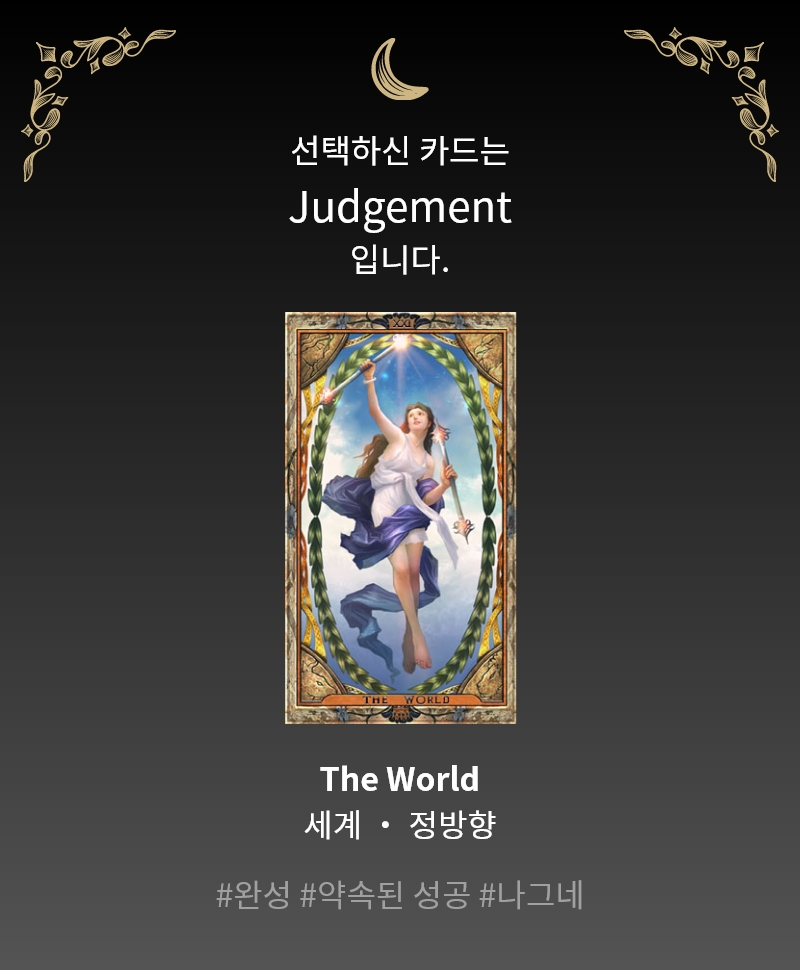 선택하신 카드는
Judgement
입니다.
XXI
THE WORLD
The World
세계 • 정방향
#완성 #약속된 성공 #나그네